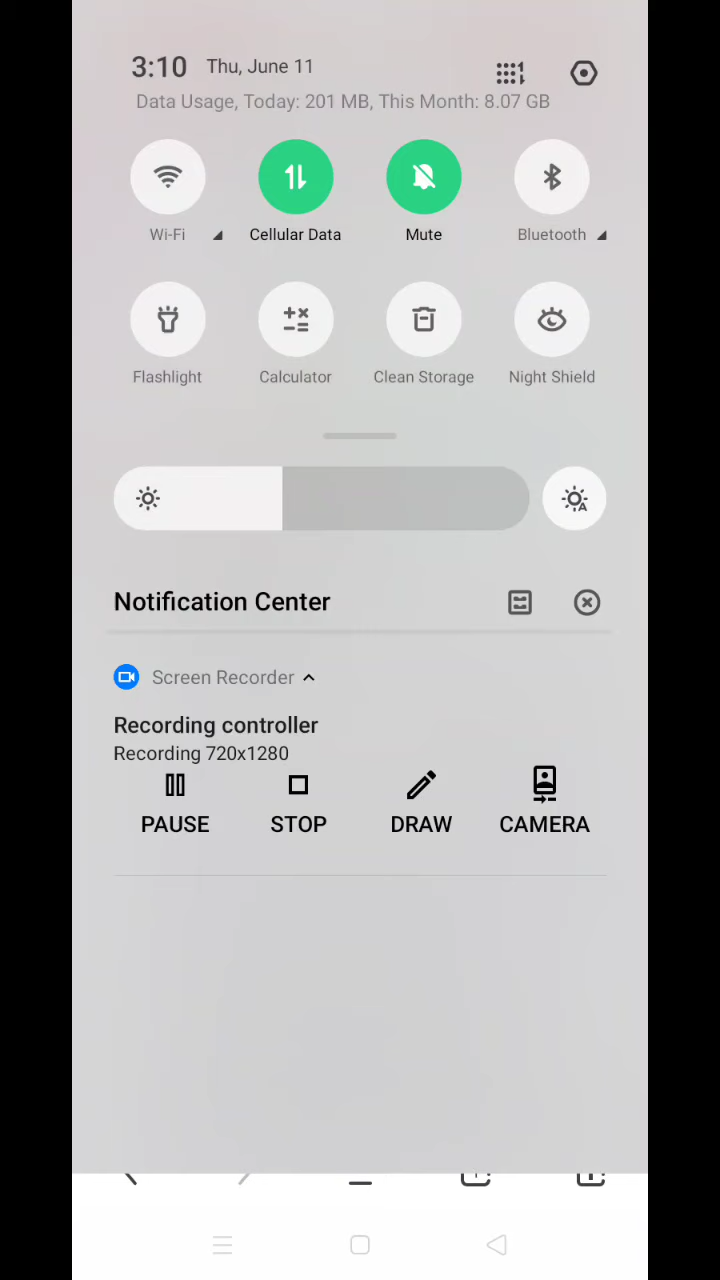 3:10 Thu, June 11
Data Usage, Today: 201 MB, This Month: 8.07 GB
Wi-Fi Cellular Data Mute Bluetooth
Flashlight Calculator Clean Storage Night Shield
Notification Center
Screen Recorder
Recording controller
Recording 720x1280
PAUSE STOP DRAW CAMERA